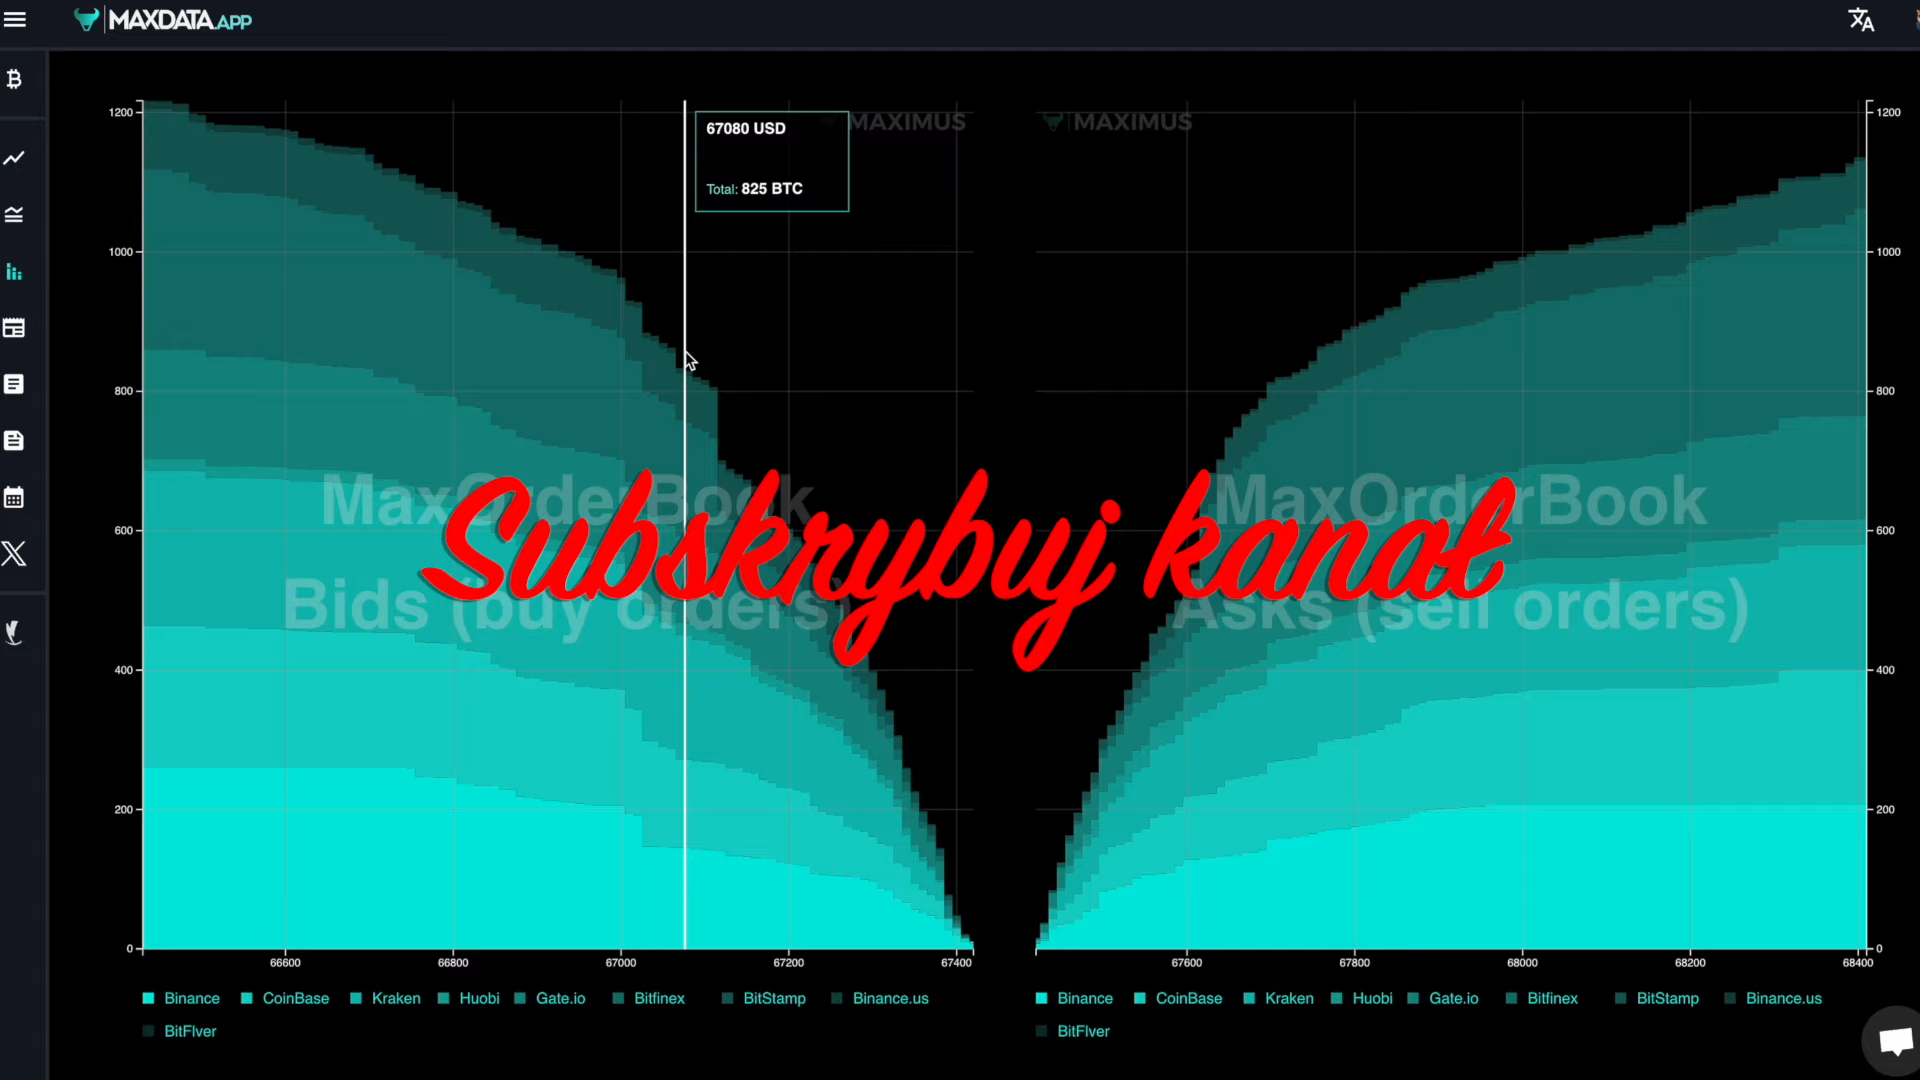 MAXDATA.APP
67080 USD
Total: 825 BTC
MAXIMUS
MAXIMUS
1200
1000
800
600
400
200
0
1200
1000
800
600
400
200
0
MaxOrderBook
Bids (buy orders)
MaxOrderBook
Asks (sell orders)
Subskrybuj kanał
66600 66800 67000 67200 67400
67600 67800 68000 68200 68400
Binance CoinBase Kraken Huobi Gate.io Bitfinex BitStamp Binance.us
BitFlyer
Binance CoinBase Kraken Huobi Gate.io Bitfinex BitStamp Binance.us
BitFlyer